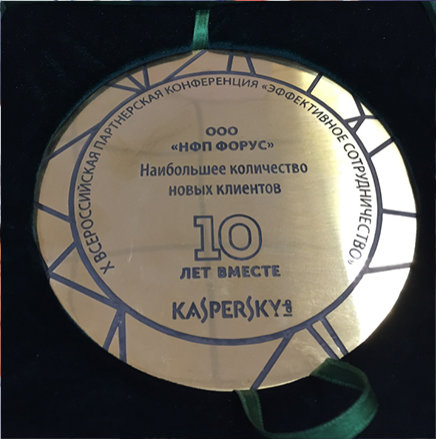 X ВСЕРОССИЙСКАЯ ПАРТНЕРСКАЯ КОНФЕРЕНЦИЯ «ЭФФЕКТИВНОЕ СОТРУДНИЧЕСТВО»
ООО
«НФП ФОРУС»
Наибольшее количество
новых клиентов
10
ЛЕТ ВМЕСТЕ
KASPERSKY